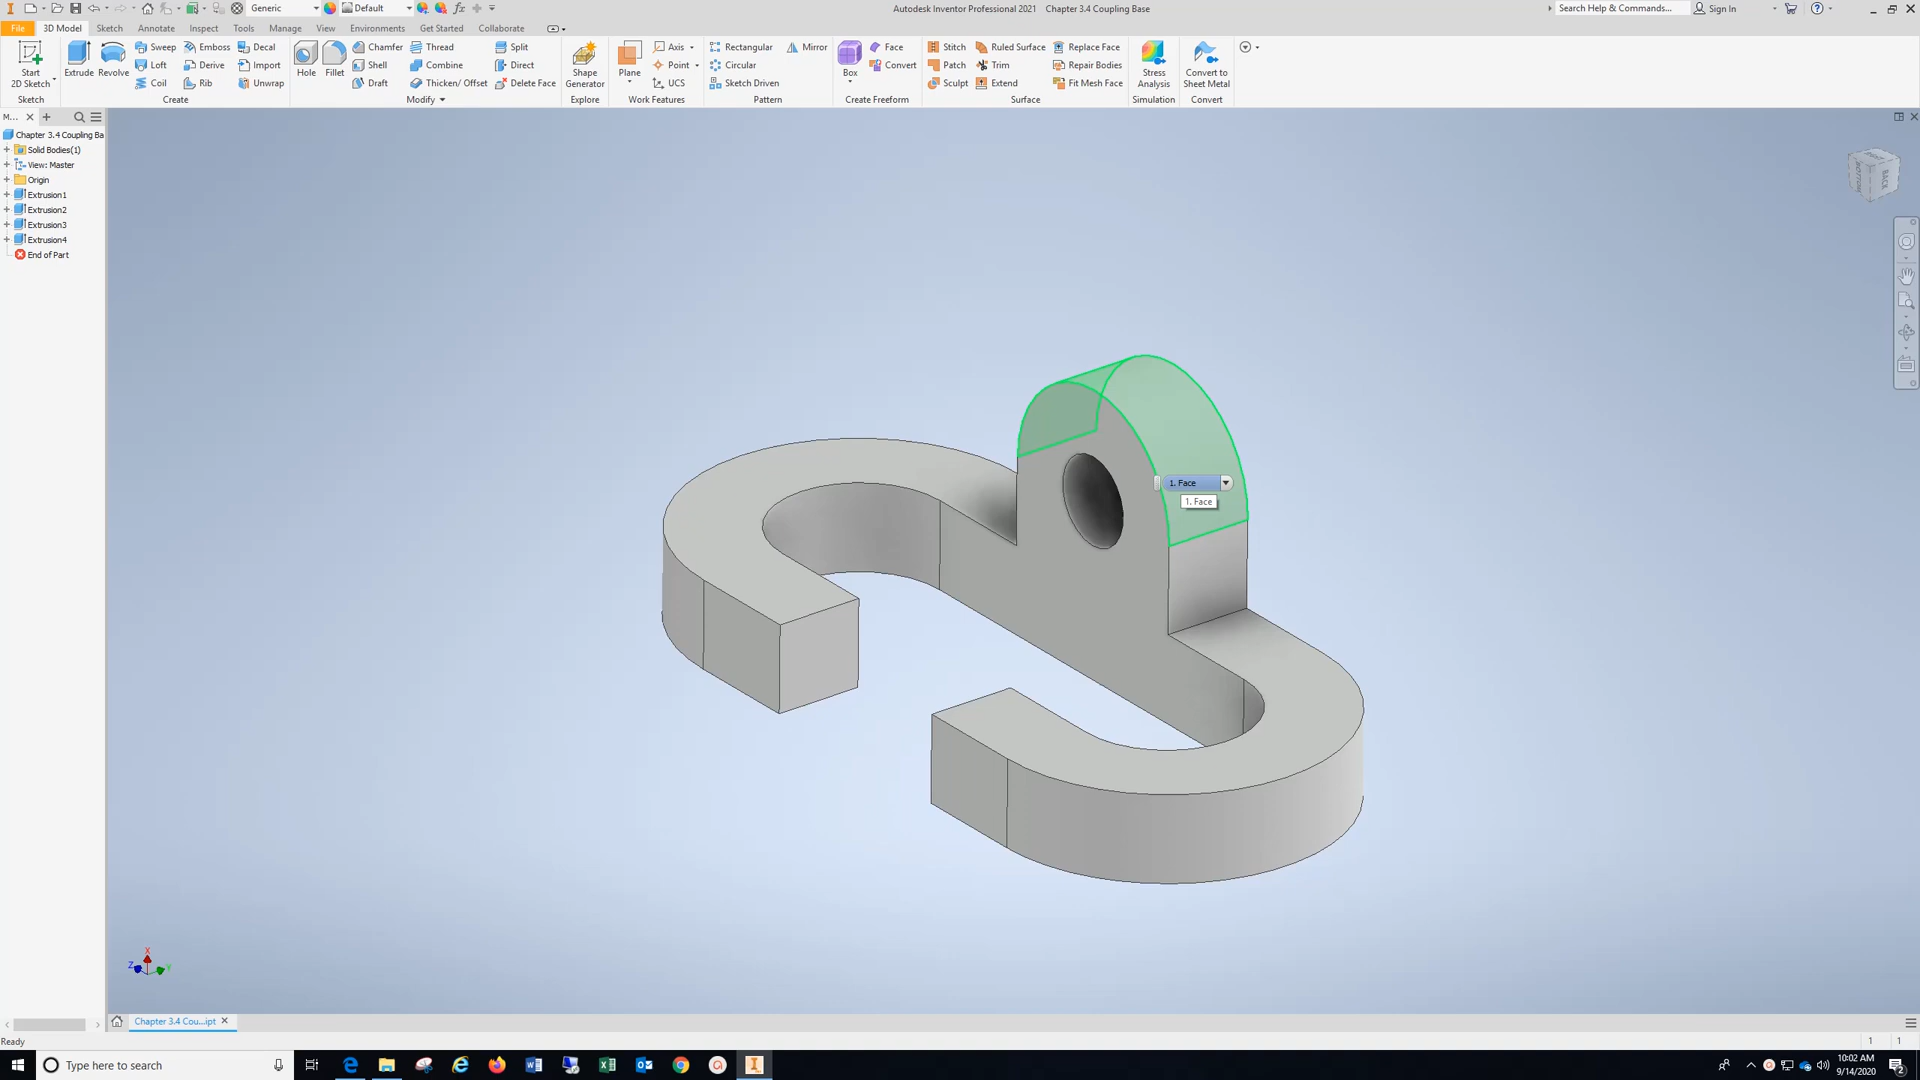 Generic
Default
Autodesk Inventor Professional 2021 Chapter 3.4 Coupling Base
Search Help & Commands...
Sign In
File 3D Model Sketch Annotate Inspect Tools Manage View Environments Get Started Collaborate
Start
2D Sketch
Sketch
Extrude
Revolve
Sweep
Loft
Coil
Emboss
Derive
Rib
Decal
Import
Unwrap
Create
Hole
Fillet
Chamfer
Shell
Draft
Thread
Combine
Thicken/ Offset
Split
Direct
Delete Face
Modify
Shape
Generator
Explore
Plane
Axis
Point
UCS
Work Features
Rectangular
Circular
Sketch Driven
Mirror
Pattern
Box
Face
Convert
Create Freeform
Stitch
Patch
Sculpt
Ruled Surface
Trim
Extend
Replace Face
Repair Bodies
Fit Mesh Face
Surface
Stress
Analysis
Simulation
Convert to
Sheet Metal
Convert
M...
Chapter 3.4 Coupling Ba
Solid Bodies(1)
View: Master
Origin
Extrusion1
Extrusion2
Extrusion3
Extrusion4
End of Part
BOTTOM
BACK
1. Face
1. Face
X
Z
Y
Chapter 3.4 Cou...ipt
Ready
1 1
Type here to search
10:02 AM
9/14/2020
2